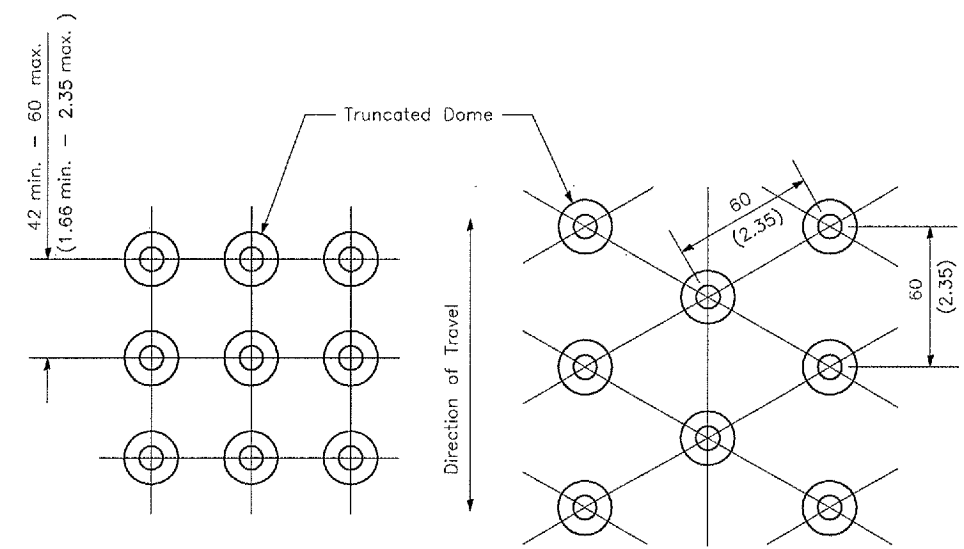 42 min. - 60 max.
(1.66 min. - 2.35 max. )
Truncated Dome
Direction of Travel
60
(2.35)
60
(2.35)